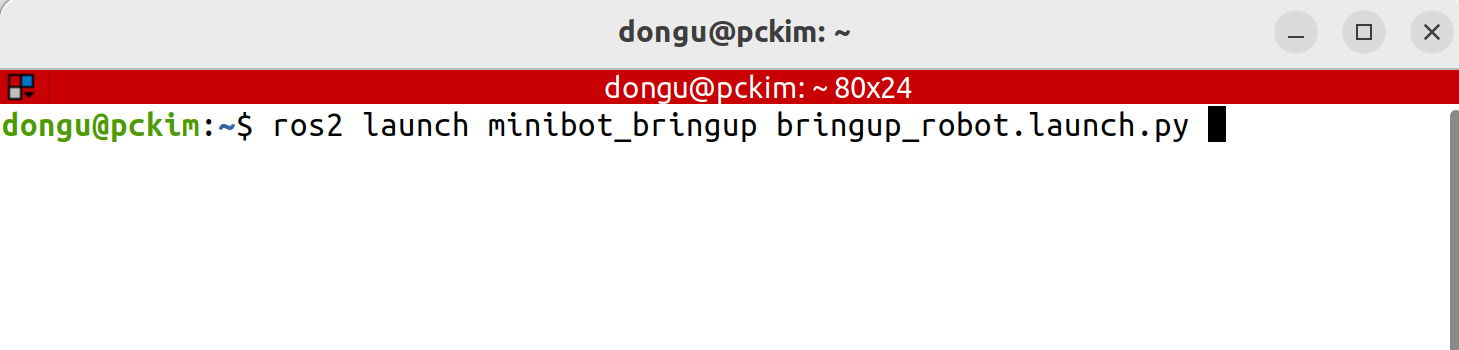 dongu@pckim: ~
dongu@pckim: ~ 80x24
dongu@pckim:~$ ros2 launch minibot_bringup bringup_robot.launch.py